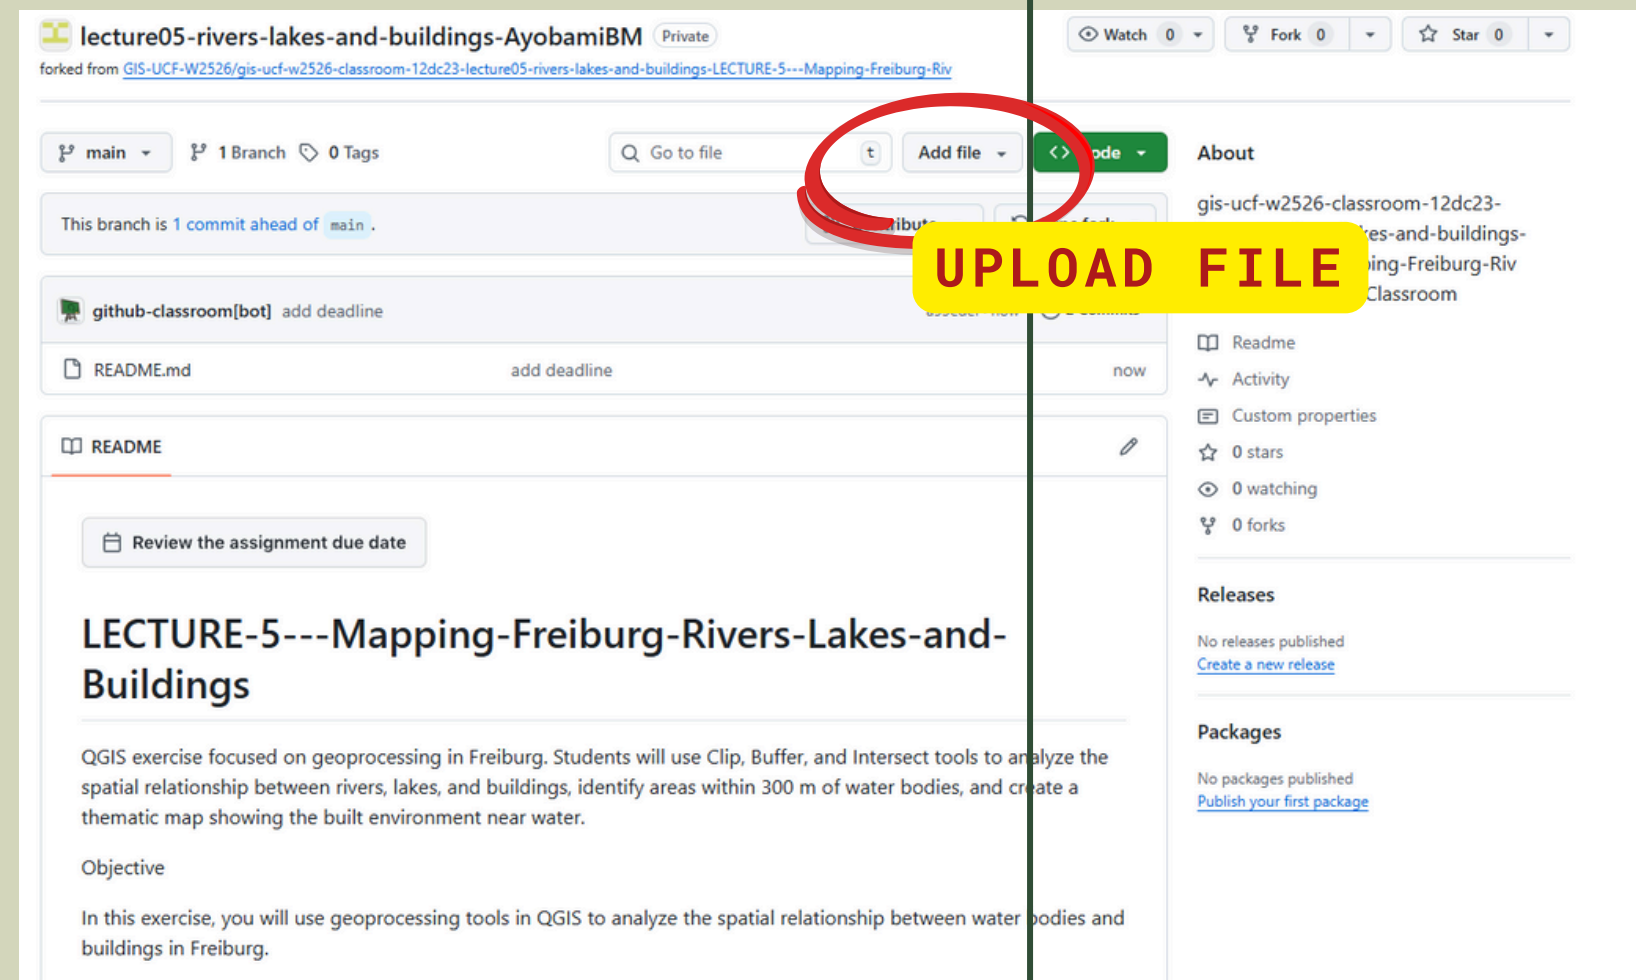 lecture05-rivers-lakes-and-buildings-AyobamiBM Private
Watch 0
Fork 0
Star 0
forked from GIS-UCF-W2526/gis-ucf-w2526-classroom-12dc23-lecture05-rivers-lakes-and-buildings-LECTURE-5---Mapping-Freiburg-Riv
main
1 Branch
0 Tags
Go to file t
Add file
About
This branch is 1 commit ahead of main .
gis-ucf-w2526-classroom-12dc23-
UPLOAD FILE
github-classroom[bot] add deadline
README.md add deadline now
README
Review the assignment due date
LECTURE-5---Mapping-Freiburg-Rivers-Lakes-and-
Buildings
QGIS exercise focused on geoprocessing in Freiburg. Students will use Clip, Buffer, and Intersect tools to analyze the
spatial relationship between rivers, lakes, and buildings, identify areas within 300 m of water bodies, and create a
thematic map showing the built environment near water.
Objective
In this exercise, you will use geoprocessing tools in QGIS to analyze the spatial relationship between water bodies and
buildings in Freiburg.
es-and-buildings-
ing-Freiburg-Riv
Classroom
Readme
Activity
Custom properties
0 stars
0 watching
0 forks
Releases
No releases published
Create a new release
Packages
No packages published
Publish your first package